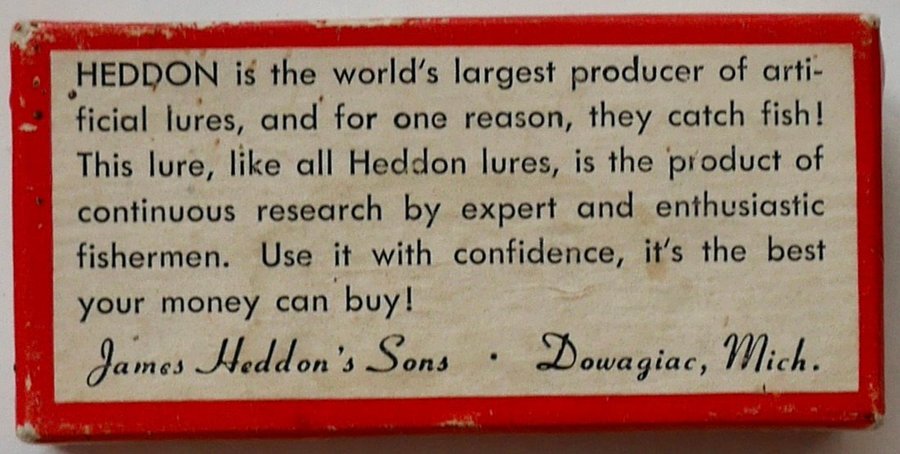 HEDDON is the world's largest producer of arti-
ficial lures, and for one reason, they catch fish!
This lure, like all Heddon lures, is the product of
continuous research by expert and enthusiastic
fishermen. Use it with confidence, it's the best
your money can buy!
James Heddon's Sons · Dowagiac, Mich.